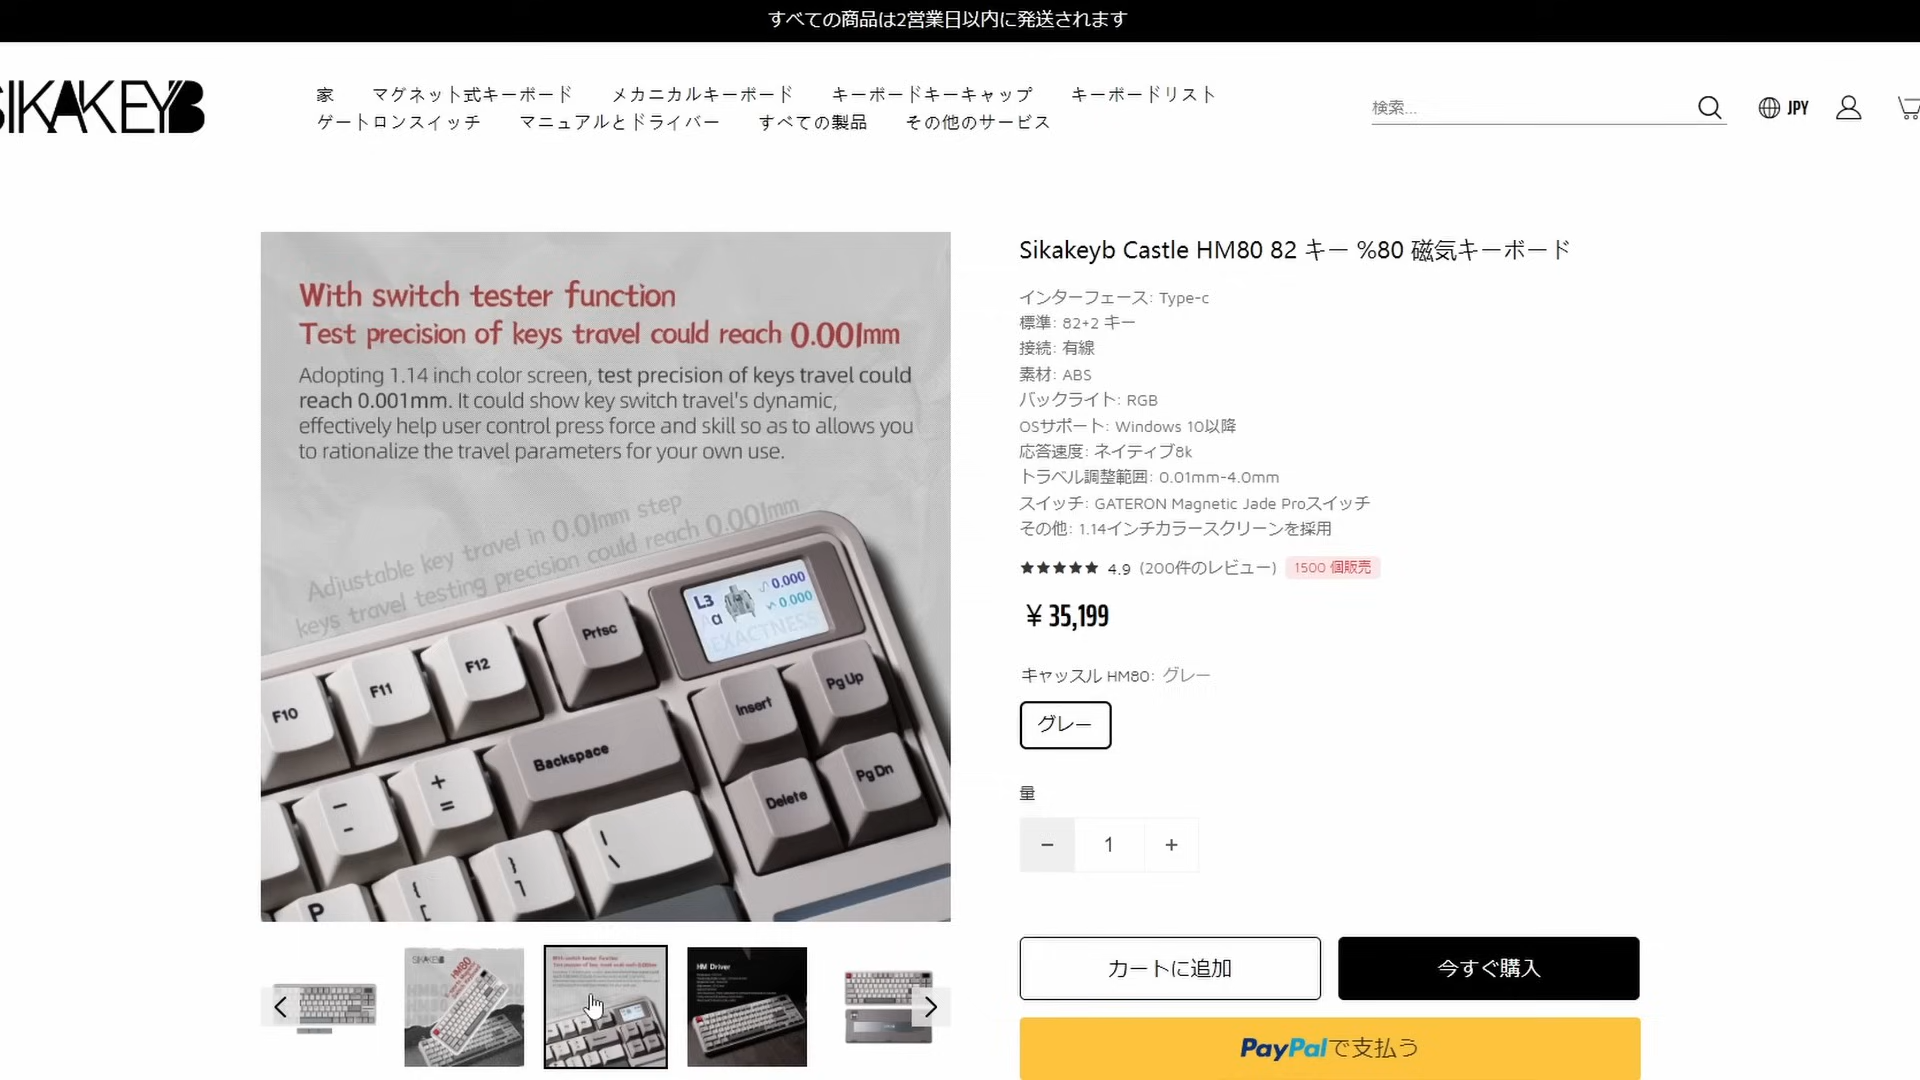 すべての商品は2営業日以内に発送されます
SIKAKEYB
家 マグネット式キーボード メカニカルキーボード キーボードキーキャップ キーボードリスト
ゲートロンスイッチ マニュアルとドライバー すべての製品 その他のサービス
検索...
JPY
With switch tester function
Test precision of keys travel could reach 0.001mm
Adopting 1.14 inch color screen, test precision of keys travel could
reach 0.001mm. It could show key switch travel's dynamic,
effectively help user control press force and skill so as to allows you
to rationalize the travel parameters for your own use.
Adjustable key travel in 0.01mm step
keys travel testing precision could reach 0.001mm
L3
0.000
α
0.000
EXACTNESS
Prtsc
F12
F11
F10
Insert
PgUp
Backspace
+
=
-
-
Delete
PgDn
|
\
}
]
{
[
P
Sikakeyb Castle HM80 82 キー %80 磁気キーボード
インターフェース: Type-c
標準: 82+2 キー
接続: 有線
素材: ABS
バックライト: RGB
OSサポート: Windows 10以降
応答速度: ネイティブ8k
トラベル調整範囲: 0.01mm-4.0mm
スイッチ: GATERON Magnetic Jade Proスイッチ
その他: 1.14インチカラースクリーンを採用
★★★★★ 4.9 (200件のレビュー) 1500 個販売
¥ 35,199
キャッスル HM80: グレー
グレー
量
− 1 +
カートに追加
今すぐ購入
PayPalで支払う
SIKAKEYB
HM80
With switch tester function
HM Driver